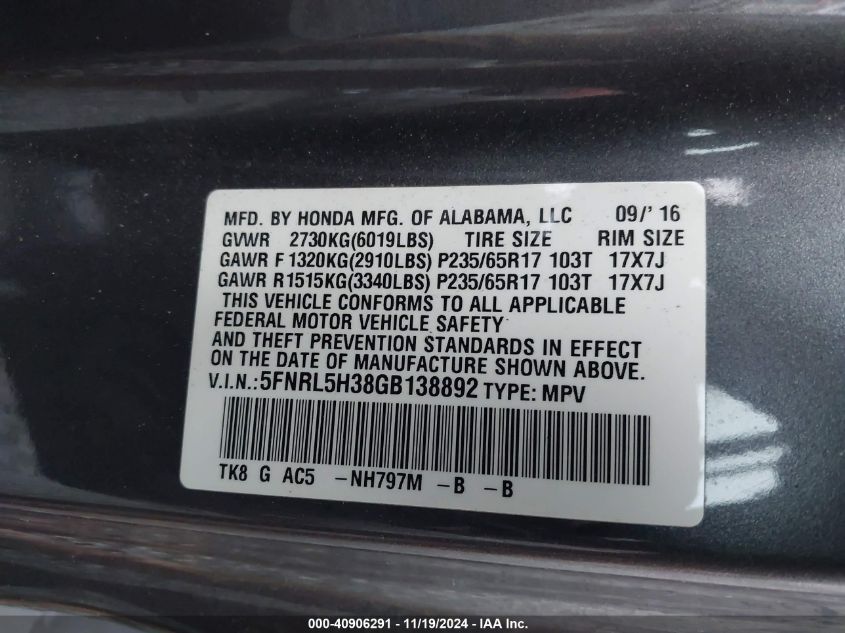 MFD. BY HONDA MFG. OF ALABAMA, LLC 09/' 16
GVWR 2730KG(6019LBS) TIRE SIZE RIM SIZE
GAWR F 1320KG(2910LBS) P235/65R17 103T 17X7J
GAWR R 1515KG(3340LBS) P235/65R17 103T 17X7J
THIS VEHICLE CONFORMS TO ALL APPLICABLE
FEDERAL MOTOR VEHICLE SAFETY
AND THEFT PREVENTION STANDARDS IN EFFECT
ON THE DATE OF MANUFACTURE SHOWN ABOVE.
V.I.N.: 5FNRL5H38GB138892 TYPE: MPV
TK8 G AC5 -NH797M -B -B
000-40906291 - 11/19/2024 - IAA Inc.